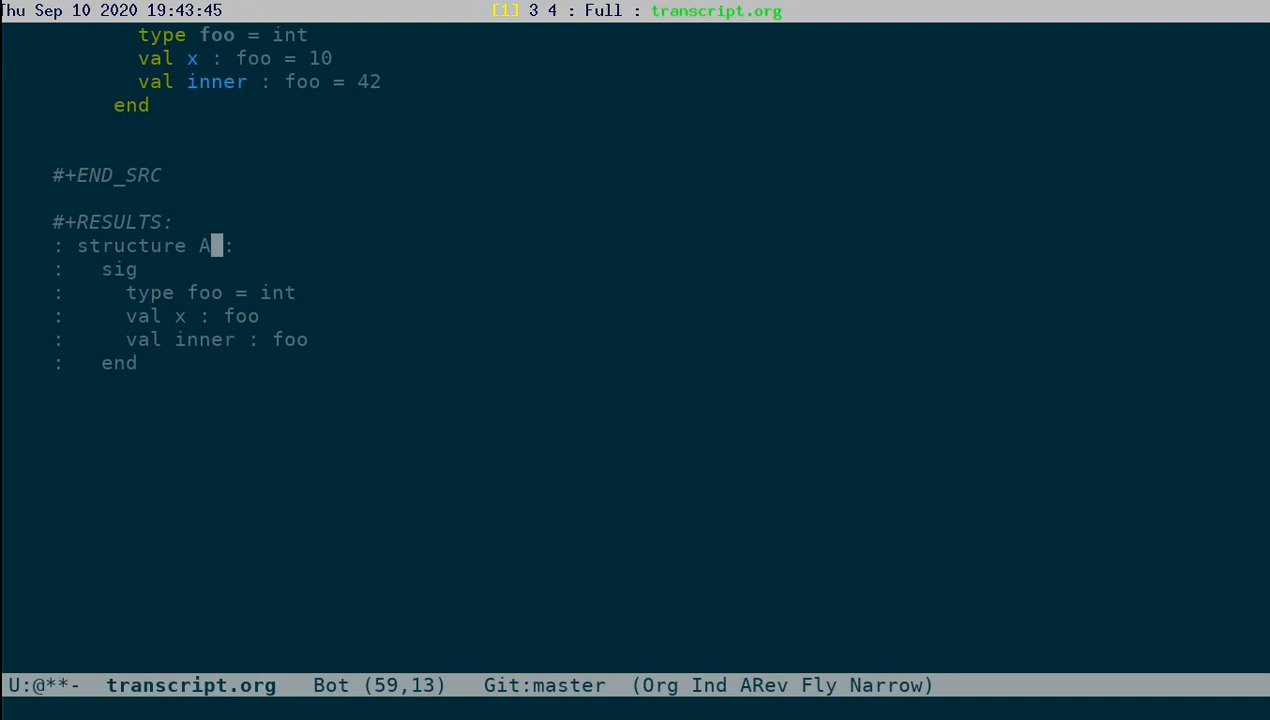 Thu Sep 10 2020 19:43:45 [1] 3 4 : Full : transcript.org
type foo = int
val x : foo = 10
val inner : foo = 42
end
#+END_SRC
#+RESULTS:
: structure A :
:   sig
:     type foo = int
:     val x : foo
:     val inner : foo
:   end
U:@**-  transcript.org   Bot (59,13)   Git:master  (Org Ind ARev Fly Narrow)